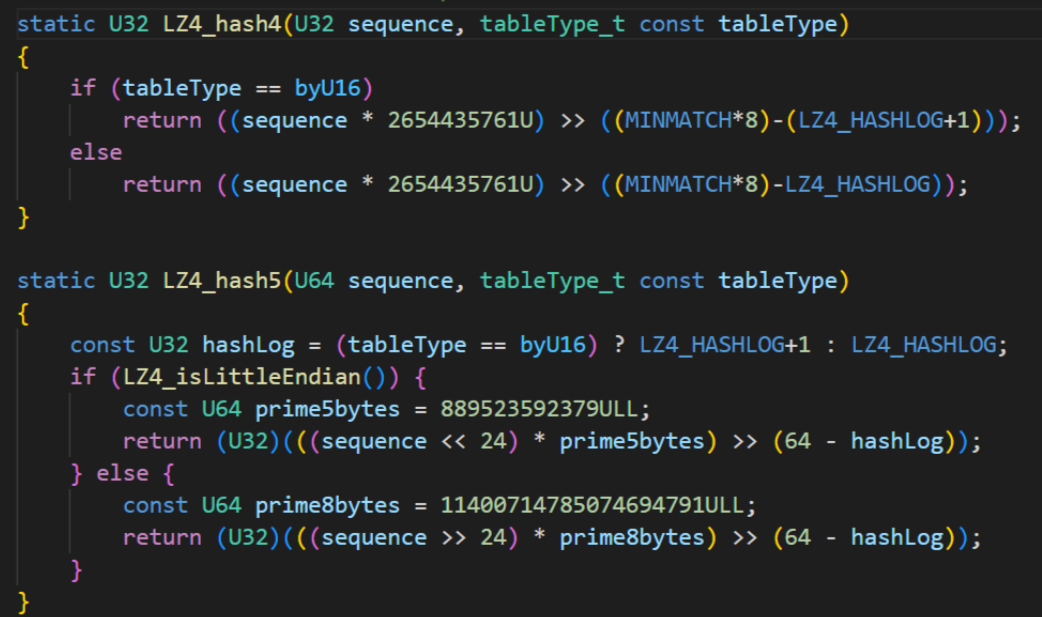 static U32 LZ4_hash4(U32 sequence, tableType_t const tableType)
{
    if (tableType == byU16)
        return ((sequence * 2654435761U) >> ((MINMATCH*8)-(LZ4_HASHLOG+1)));
    else
        return ((sequence * 2654435761U) >> ((MINMATCH*8)-LZ4_HASHLOG));
}

static U32 LZ4_hash5(U64 sequence, tableType_t const tableType)
{
    const U32 hashLog = (tableType == byU16) ? LZ4_HASHLOG+1 : LZ4_HASHLOG;
    if (LZ4_isLittleEndian()) {
        const U64 prime5bytes = 889523592379ULL;
        return (U32)(((sequence << 24) * prime5bytes) >> (64 - hashLog));
    } else {
        const U64 prime8bytes = 11400714785074694791ULL;
        return (U32)(((sequence >> 24) * prime8bytes) >> (64 - hashLog));
    }
}